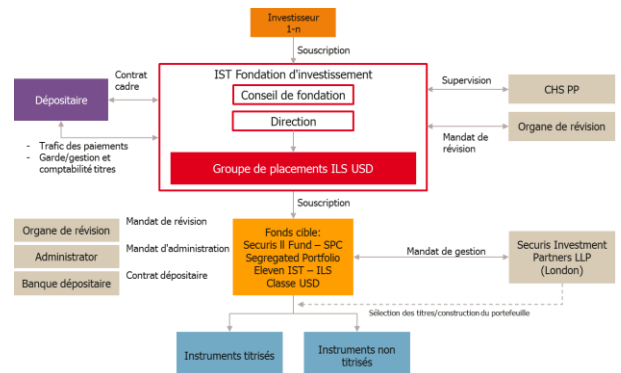 Investisseur
1-n
Souscription
IST Fondation d'investissement
Conseil de fondation
Direction
Groupe de placements ILS USD
Contrat
cadre
Dépositaire
- Trafic des paiements
- Garde/gestion et
comptabilité titres
Supervision
CHS PP
Mandat de
révision
Organe de révision
Souscription
Organe de révision
Mandat de révision
Administrator
Mandat d'administration
Banque dépositaire
Contrat dépositaire
Fonds cible:
Securis II Fund – SPC
Segregated Portfolio
Eleven IST – ILS
Classe USD
Mandat de gestion
Securis Investment
Partners LLP
(London)
Sélection des titres/construction du portefeuille
Instruments titrisés
Instruments non
titrisés